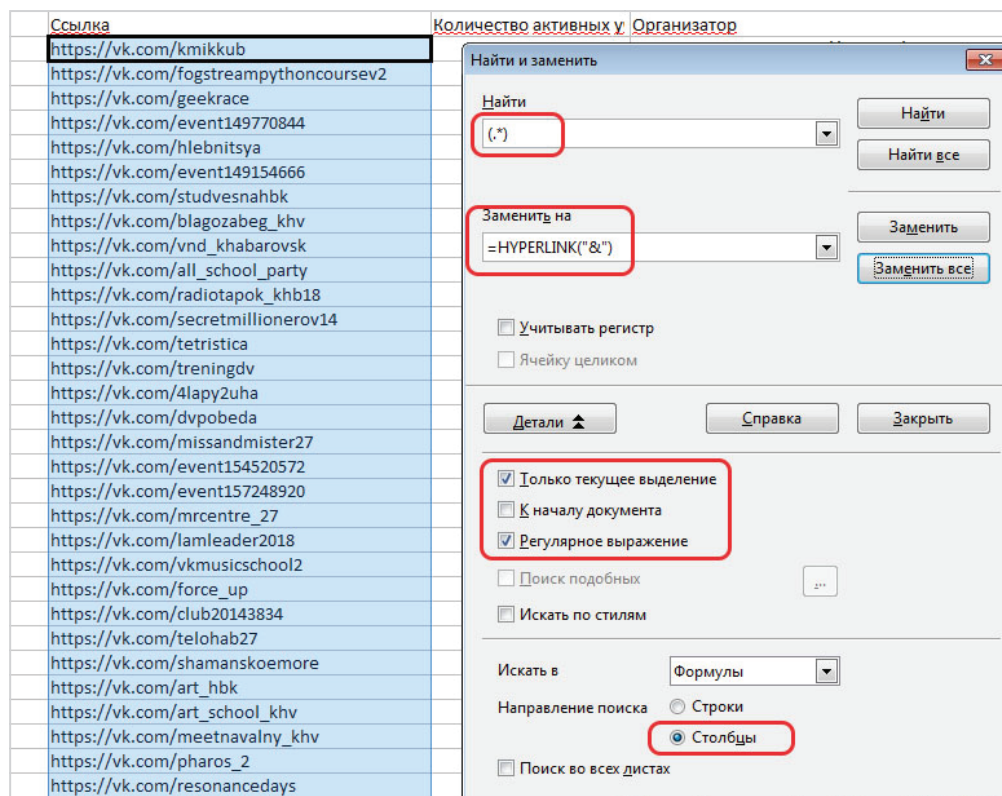 Ссылка Количество активных у Организатор
https://vk.com/kmikkub
https://vk.com/fogstreampythoncoursev2
https://vk.com/geekrace
https://vk.com/event149770844
https://vk.com/hlebnitsya
https://vk.com/event149154666
https://vk.com/studvesnahbk
https://vk.com/blagozabeg_khv
https://vk.com/vnd_khabarovsk
https://vk.com/all_school_party
https://vk.com/radiotapok_khb18
https://vk.com/secretmillionerov14
https://vk.com/tetristica
https://vk.com/treningdv
https://vk.com/4lapy2uha
https://vk.com/dvpobeda
https://vk.com/missandmister27
https://vk.com/event154520572
https://vk.com/event157248920
https://vk.com/mrcentre_27
https://vk.com/lamleader2018
https://vk.com/vkmusicschool2
https://vk.com/force_up
https://vk.com/club20143834
https://vk.com/telohab27
https://vk.com/shamanskoemore
https://vk.com/art_hbk
https://vk.com/art_school_khv
https://vk.com/meetnavalny_khv
https://vk.com/pharos_2
https://vk.com/resonancedays
Найти и заменить
Найти
(.*)
Найти
Найти все
Заменить на
=HYPERLINK("&")
Заменить
Заменить все
Учитывать регистр
Ячейку целиком
Детали Справка Закрыть
Только текущее выделение
К началу документа
Регулярное выражение
Поиск подобных ...
Искать по стилям
Искать в Формулы
Направление поиска Строки
Столбцы
Поиск во всех листах